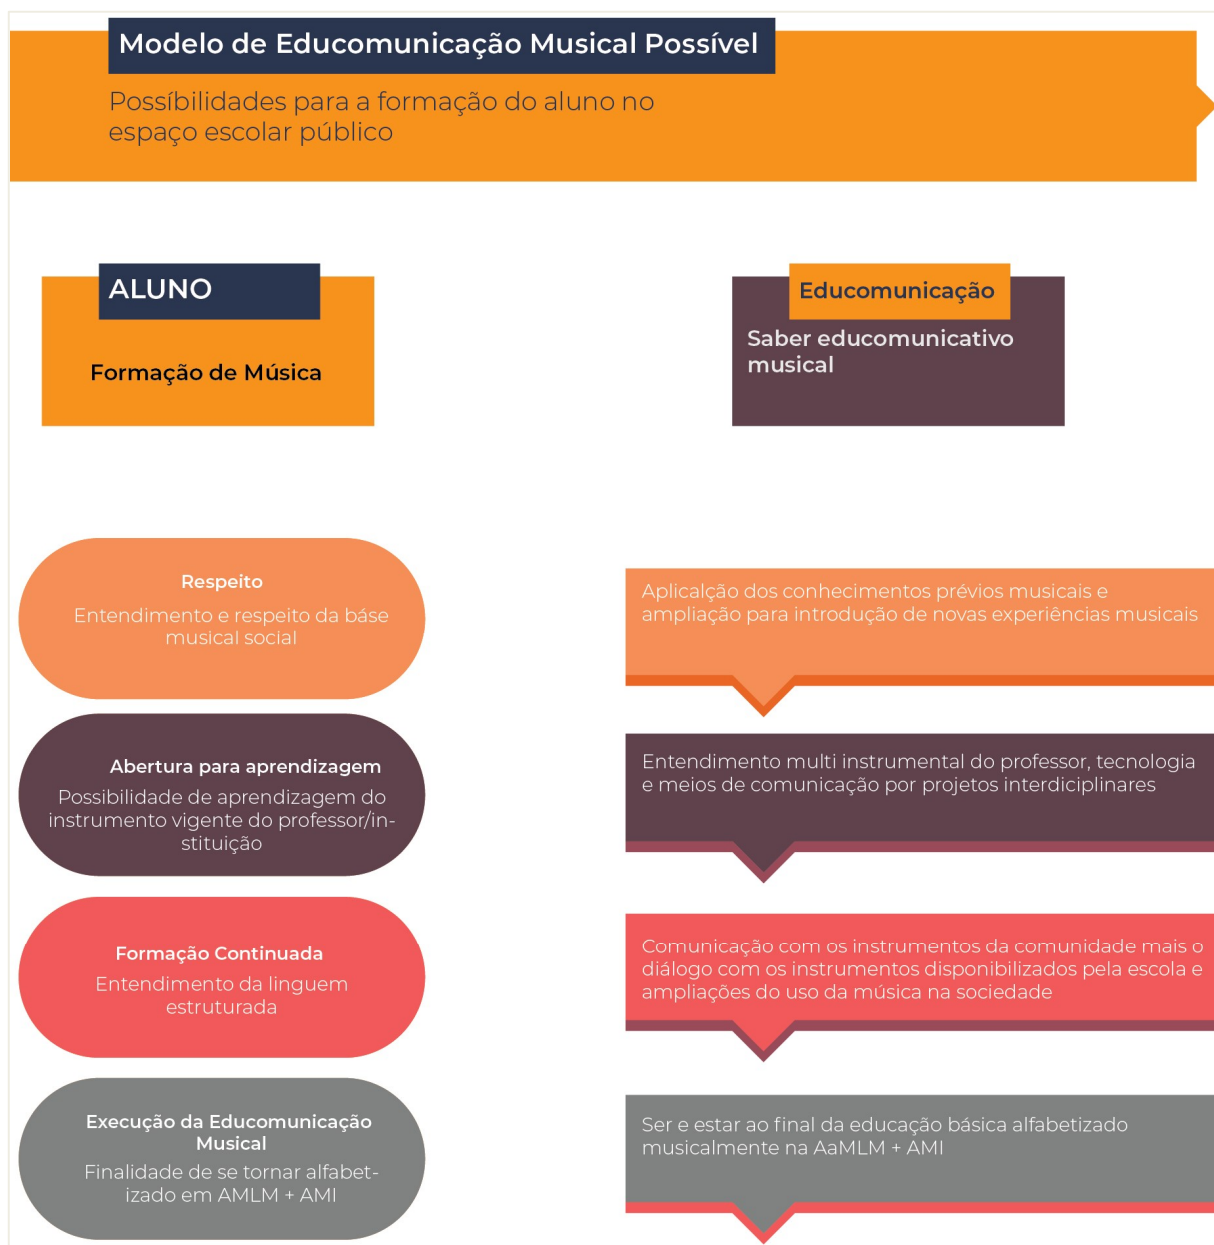 Modelo de Educomunicação Musical Possível
Possíbilidades para a formação do aluno no
espaço escolar público
ALUNO
Formação de Música
Educomunicação
Saber educomunicativo
musical
Respeito
Entendimento e respeito da báse
musical social
Aplicalção dos conhecimentos prévios musicais e
ampliação para introdução de novas experiências musicais
Abertura para aprendizagem
Possibilidade de aprendizagem do
instrumento vigente do professor/in-
stituição
Entendimento multi instrumental do professor, tecnologia
e meios de comunicação por projetos interdiciplinares
Formação Continuada
Entendimento da linguem
estruturada
Comunicação com os instrumentos da comunidade mais o
diálogo com os instrumentos disponibilizados pela escola e
ampliações do uso da música na sociedade
Execução da Educomunicação
Musical
Finalidade de se tornar alfabet-
izado em AMLM + AMI
Ser e estar ao final da educação básica alfabetizado
musicalmente na AaMLM + AMI